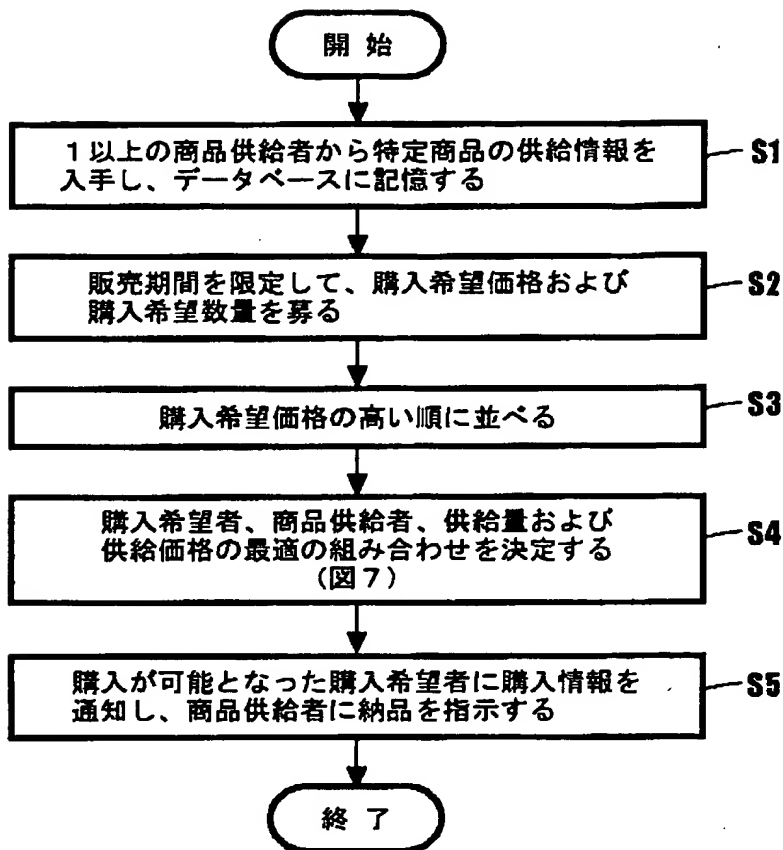 開始
1以上の商品供給者から特定商品の供給情報を
入手し、データベースに記憶する
S1
販売期間を限定して、購入希望価格および
購入希望数量を募る
S2
購入希望価格の高い順に並べる
S3
購入希望者、商品供給者、供給量および
供給価格の最適の組み合わせを決定する
(図7)
S4
購入が可能となった購入希望者に購入情報を
通知し、商品供給者に納品を指示する
S5
終了